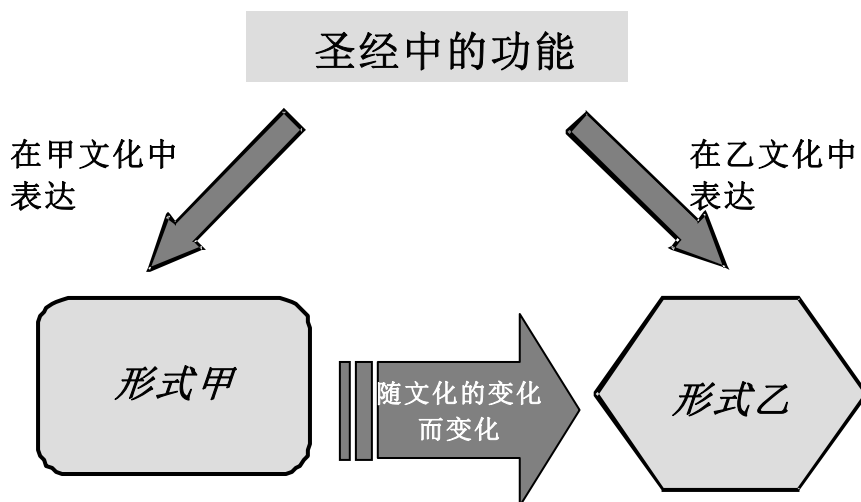 圣经中的功能
在甲文化中
表达
在乙文化中
表达
形式甲
随文化的变化
而变化
形式乙